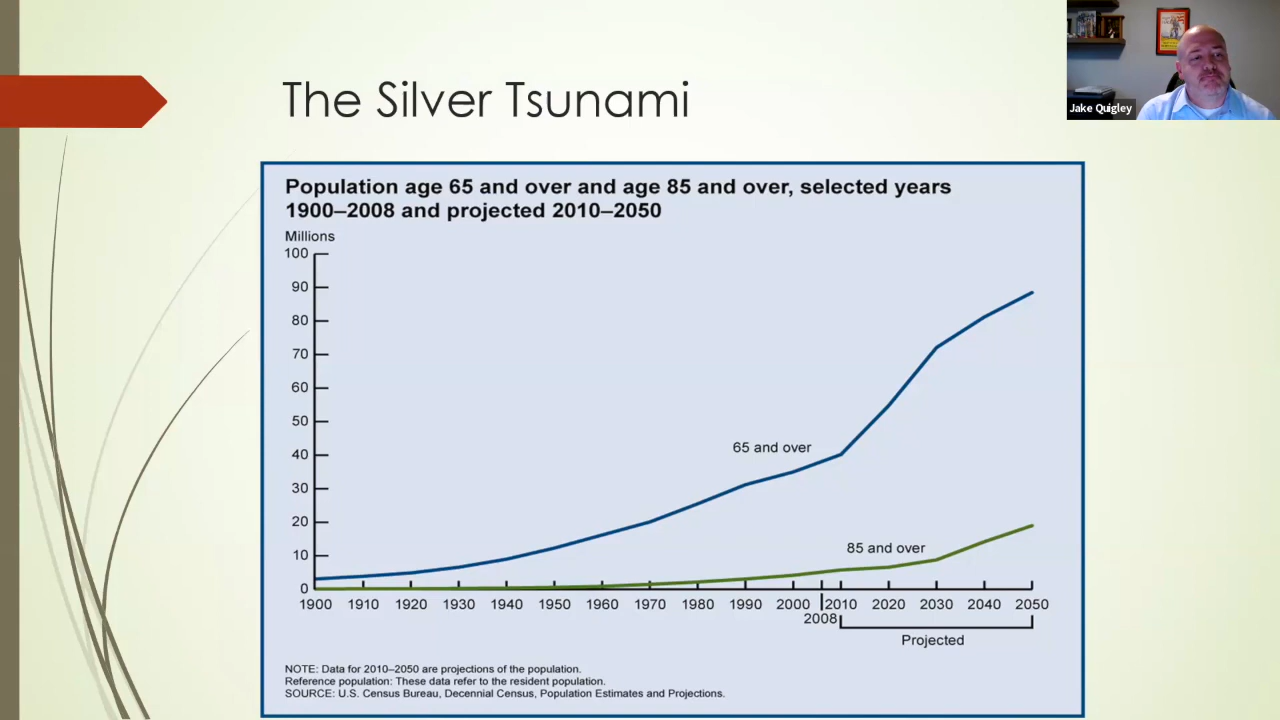 The Silver Tsunami
Jake Quigley
Population age 65 and over and age 85 and over, selected years
1900–2008 and projected 2010–2050
Millions
100
90
80
70
60
50
40
30
20
10
0
65 and over
85 and over
1900 1910 1920 1930 1940 1950 1960 1970 1980 1990 2000 2010 2020 2030 2040 2050
2008
Projected
NOTE: Data for 2010–2050 are projections of the population.
Reference population: These data refer to the resident population.
SOURCE: U.S. Census Bureau, Decennial Census, Population Estimates and Projections.